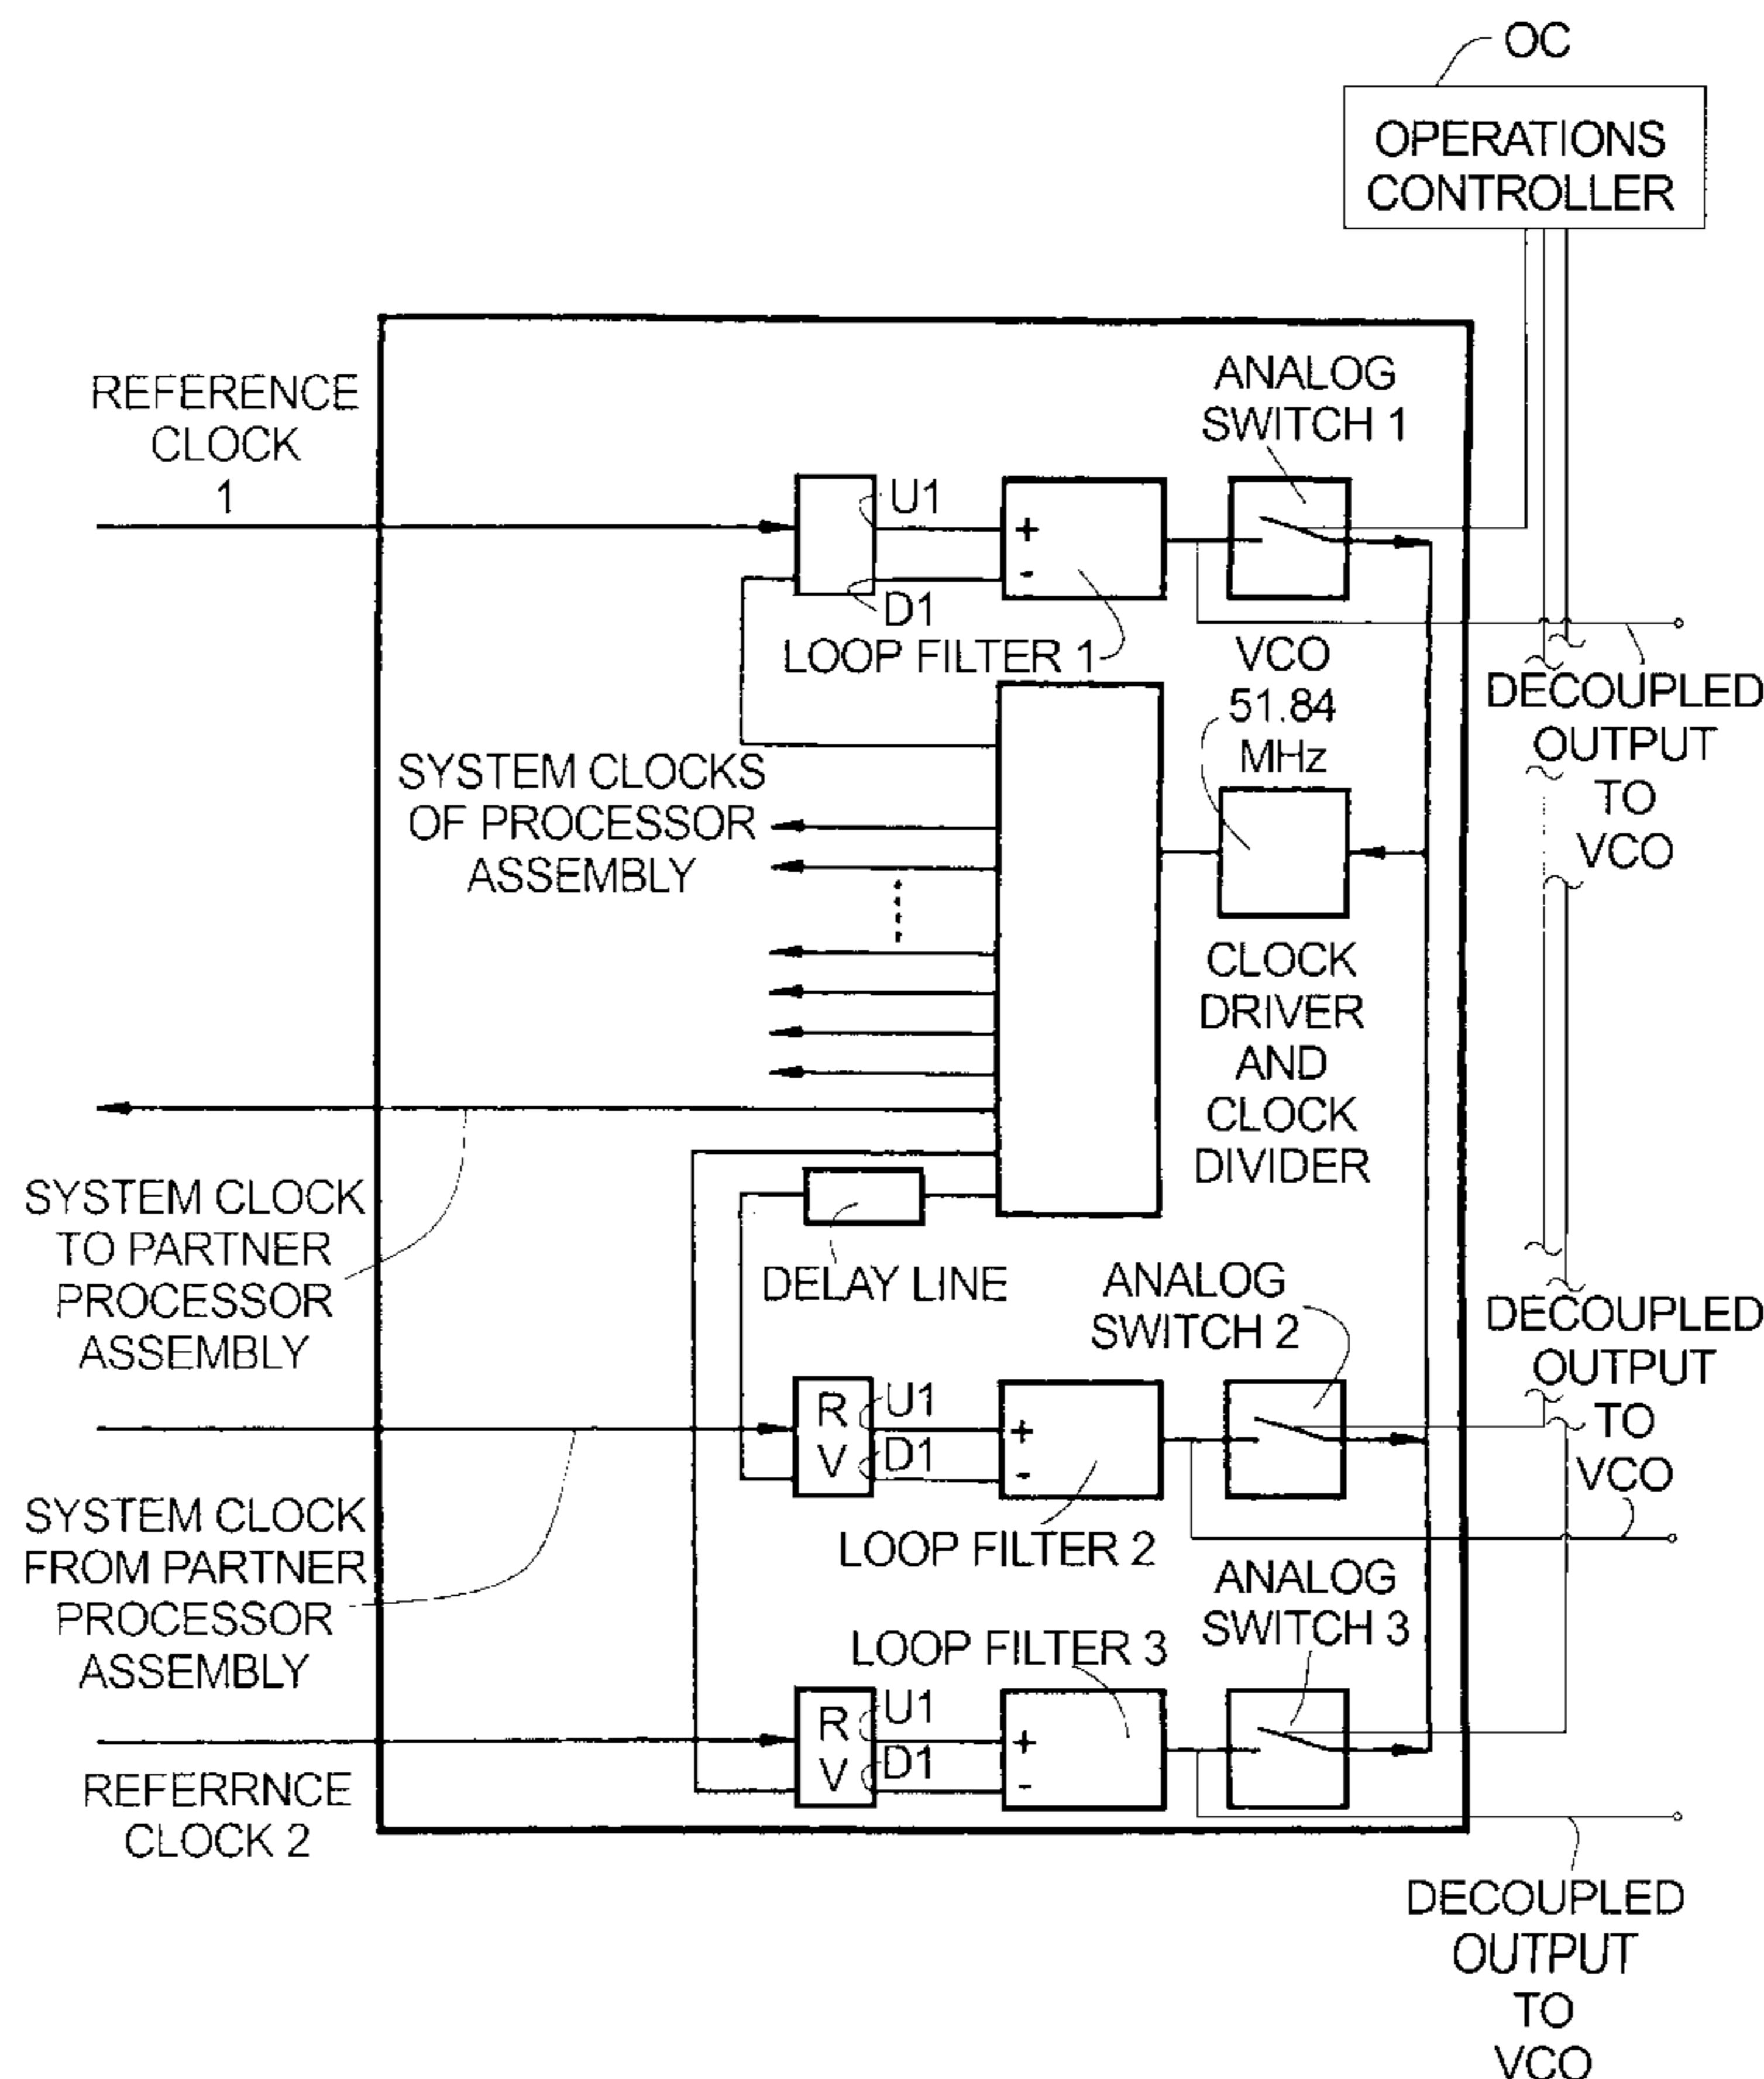 OC
OPERATIONS
CONTROLLER
REFERENCE
CLOCK
1
ANALOG
SWITCH 1
U1
+
-
D1
LOOP FILTER 1
VCO
51.84
MHz
DECOUPLED
OUTPUT
TO
VCO
SYSTEM CLOCKS
OF PROCESSOR
ASSEMBLY
CLOCK
DRIVER
AND
CLOCK
DIVIDER
SYSTEM CLOCK
TO PARTNER
PROCESSOR
ASSEMBLY
DELAY LINE
ANALOG
SWITCH 2
DECOUPLED
OUTPUT
TO
VCO
R
V
U1
D1
+
-
LOOP FILTER 2
SYSTEM CLOCK
FROM PARTNER
PROCESSOR
ASSEMBLY
ANALOG
SWITCH 3
LOOP FILTER 3
R
V
U1
D1
+
-
REFERRNCE
CLOCK 2
DECOUPLED
OUTPUT
TO
VCO